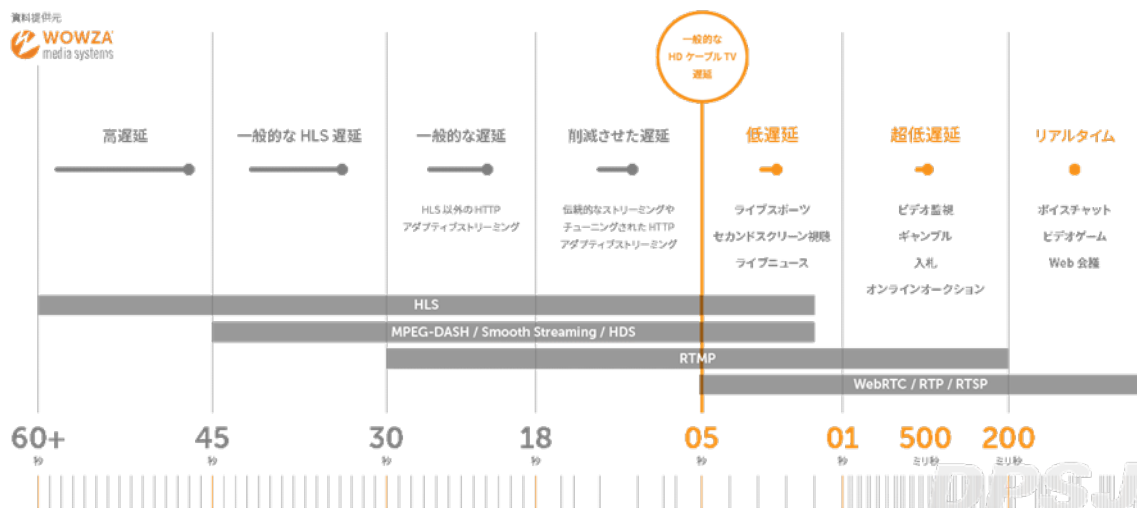 資料提供元
WOWZA
media systems
一般的な
HD ケーブルTV
遅延
高遅延
一般的な HLS 遅延
一般的な遅延
削減させた遅延
低遅延
超低遅延
リアルタイム
HLS 以外の HTTP
アダプティブストリーミング
伝統的なストリーミングや
チューニングされた HTTP
アダプティブストリーミング
ライブスポーツ
セカンドスクリーン視聴
ライブニュース
ビデオ監視
ギャンブル
入札
オンラインオークション
ボイスチャット
ビデオゲーム
Web 会議
HLS
MPEG-DASH / Smooth Streaming / HDS
RTMP
WebRTC / RTP / RTSP
60+
秒
45
秒
30
秒
18
秒
05
秒
01
秒
500
ミリ秒
200
ミリ秒
DPSJ